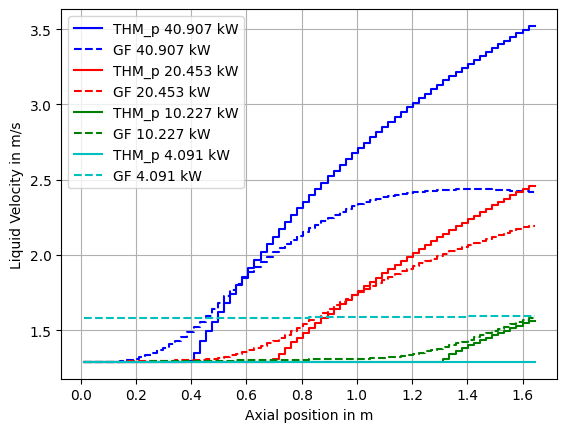 3.5
3.0
2.5
2.0
1.5
Liquid Velocity in m/s
THM_p 40.907 kW
GF 40.907 kW
THM_p 20.453 kW
GF 20.453 kW
THM_p 10.227 kW
GF 10.227 kW
THM_p 4.091 kW
GF 4.091 kW
0.0 0.2 0.4 0.6 0.8 1.0 1.2 1.4 1.6
Axial position in m